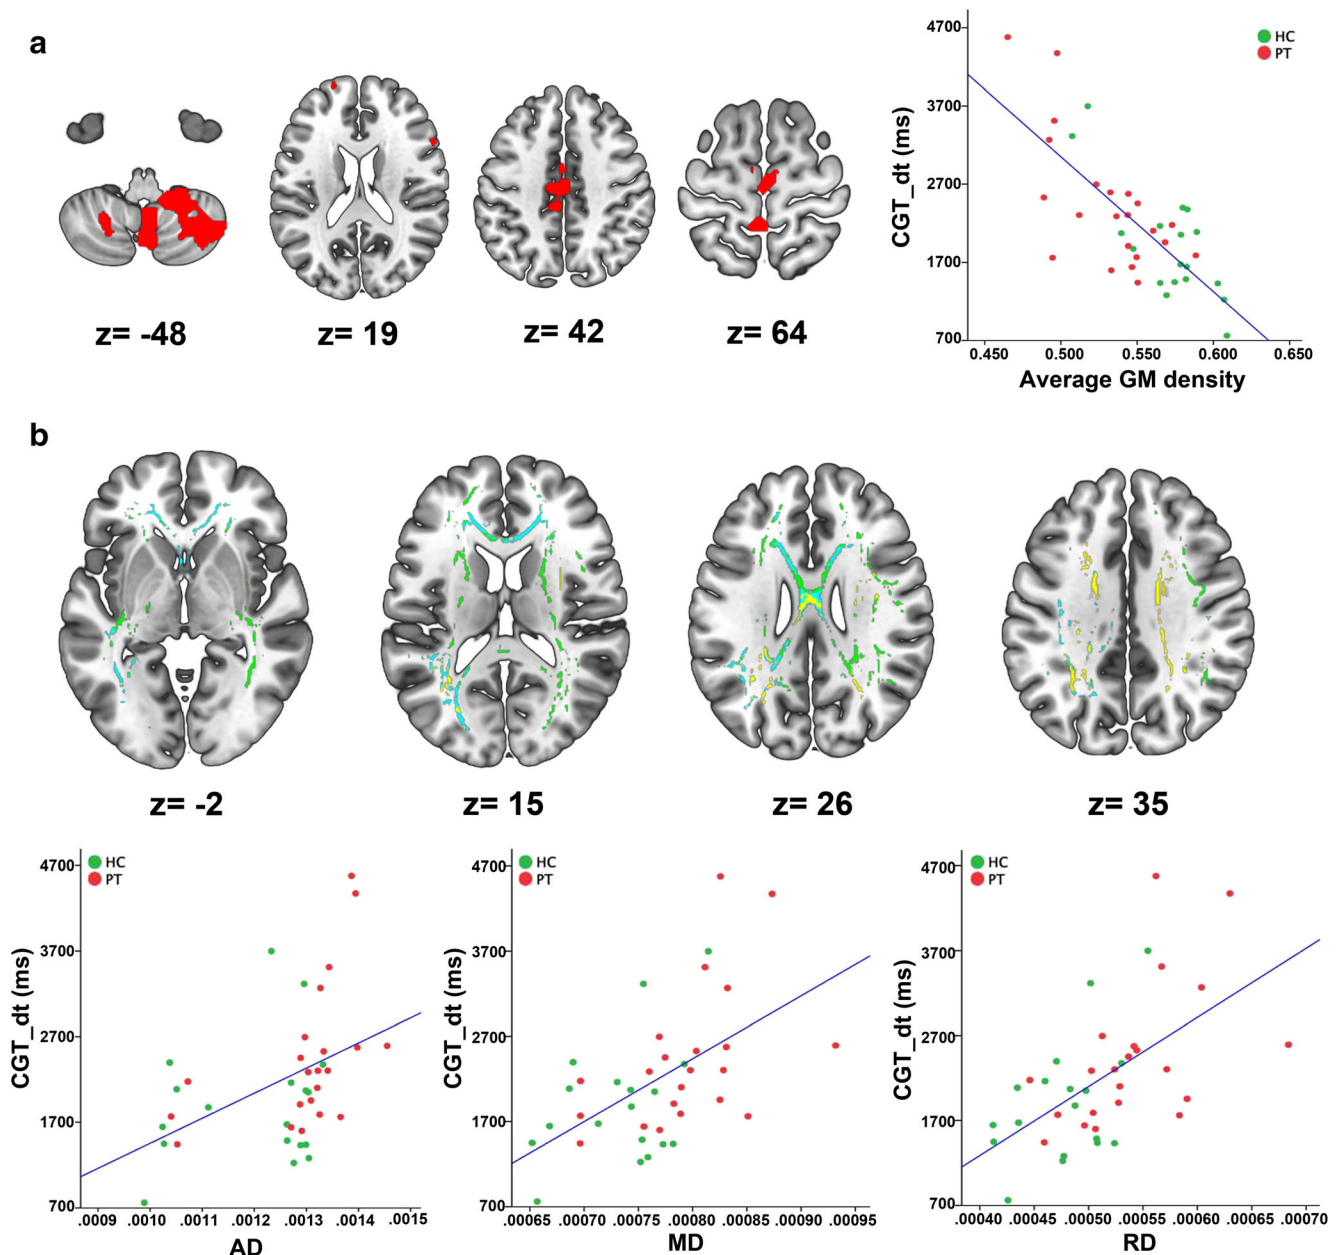 a
z= -48
z= 19
z= 42
z= 64
CGT_dt (ms)
4700
3700
2700
1700
700
HC
PT
0.450 0.500 0.550 0.600 0.650
Average GM density
b
z= -2
z= 15
z= 26
z= 35
CGT_dt (ms)
4700
3700
2700
1700
700
HC
PT
.0009 .0010 .0011 .0012 .0013 .0014 .0015
AD
CGT_dt (ms)
4700
3700
2700
1700
700
HC
PT
.00065 .00070 .00075 .00080 .00085 .00090 .00095
MD
CGT_dt (ms)
4700
3700
2700
1700
700
HC
PT
.00040 .00045 .00050 .00055 .00060 .00065 .00070
RD